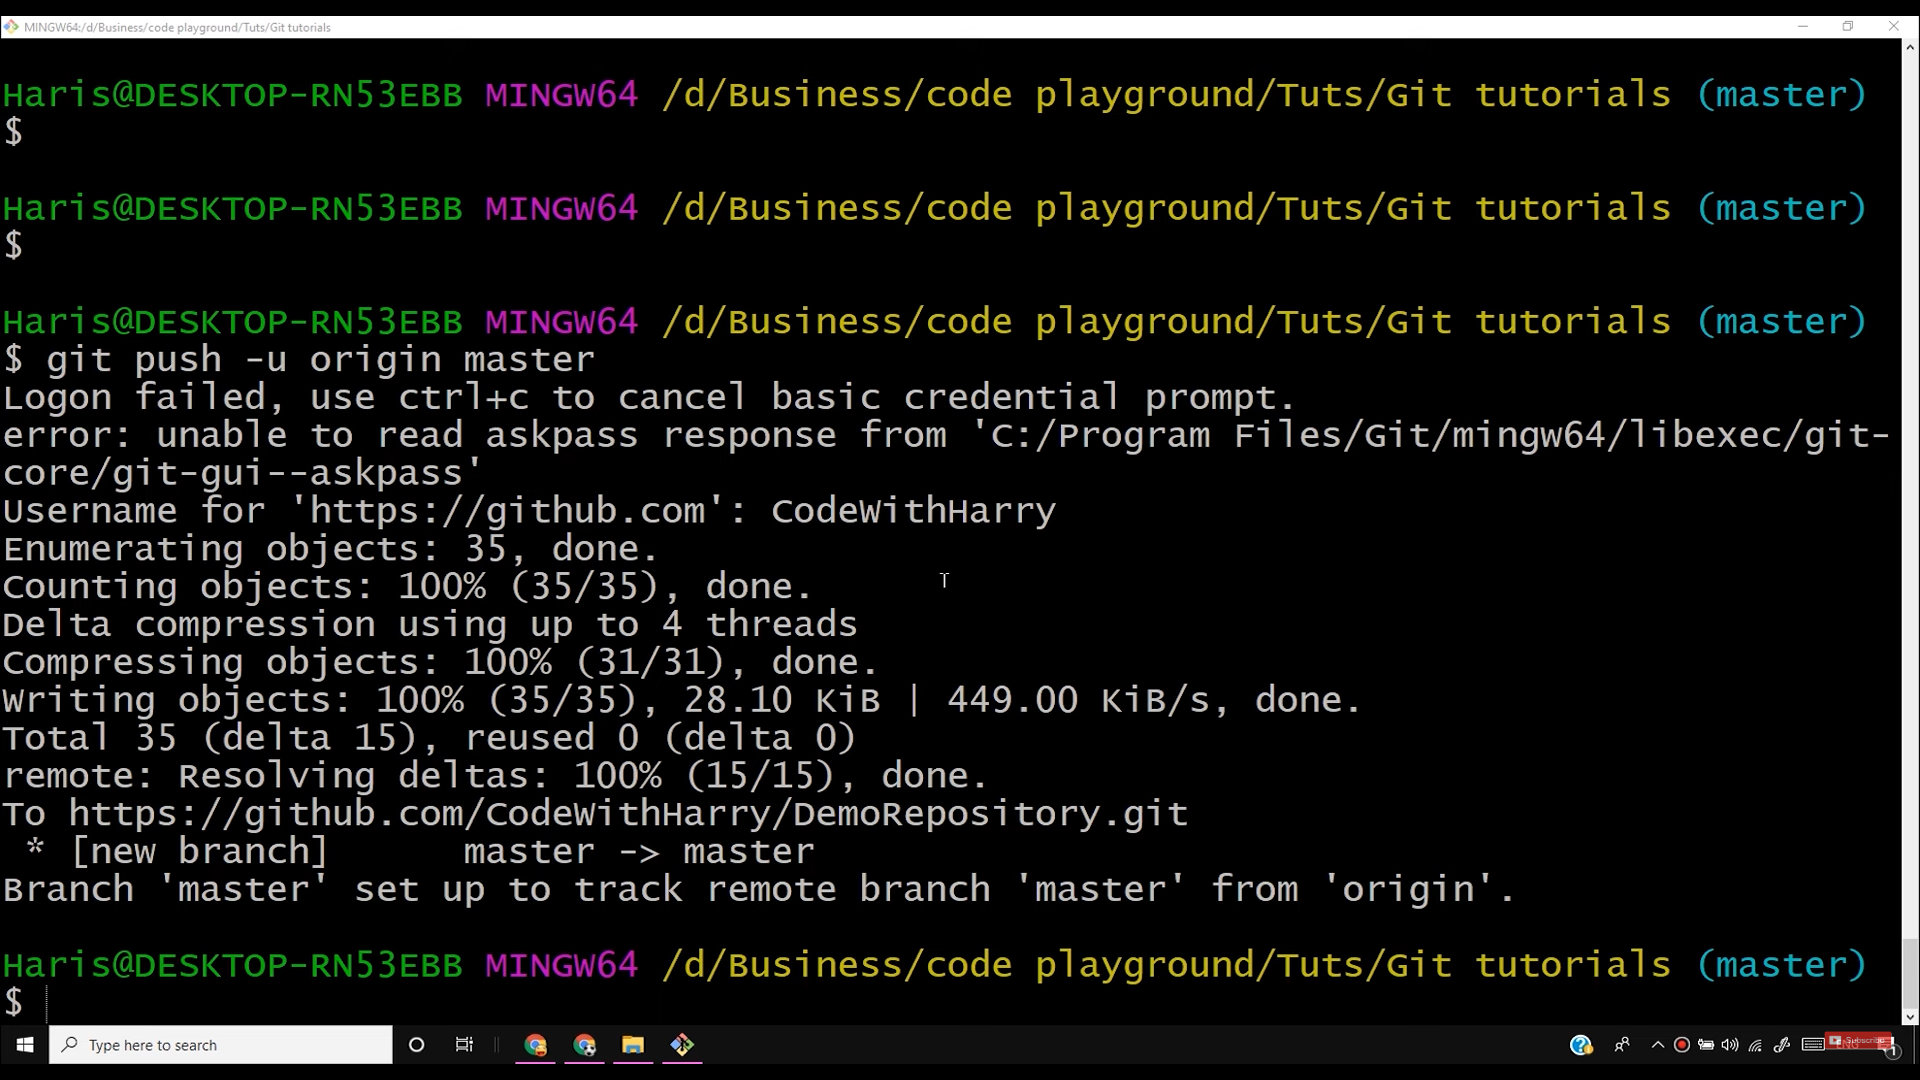 MINGW64:/d/Business/code playground/Tuts/Git tutorials
Haris@DESKTOP-RN53EBB MINGW64 /d/Business/code playground/Tuts/Git tutorials (master)
$
Haris@DESKTOP-RN53EBB MINGW64 /d/Business/code playground/Tuts/Git tutorials (master)
$
Haris@DESKTOP-RN53EBB MINGW64 /d/Business/code playground/Tuts/Git tutorials (master)
$ git push -u origin master
Logon failed, use ctrl+c to cancel basic credential prompt.
error: unable to read askpass response from 'C:/Program Files/Git/mingw64/libexec/git-
core/git-gui--askpass'
Username for 'https://github.com': CodeWithHarry
Enumerating objects: 35, done.
Counting objects: 100% (35/35), done.
Delta compression using up to 4 threads
Compressing objects: 100% (31/31), done.
Writing objects: 100% (35/35), 28.10 KiB | 449.00 KiB/s, done.
Total 35 (delta 15), reused 0 (delta 0)
remote: Resolving deltas: 100% (15/15), done.
To https://github.com/CodeWithHarry/DemoRepository.git
 * [new branch]      master -> master
Branch 'master' set up to track remote branch 'master' from 'origin'.
Haris@DESKTOP-RN53EBB MINGW64 /d/Business/code playground/Tuts/Git tutorials (master)
$
Type here to search
Subscribe
1